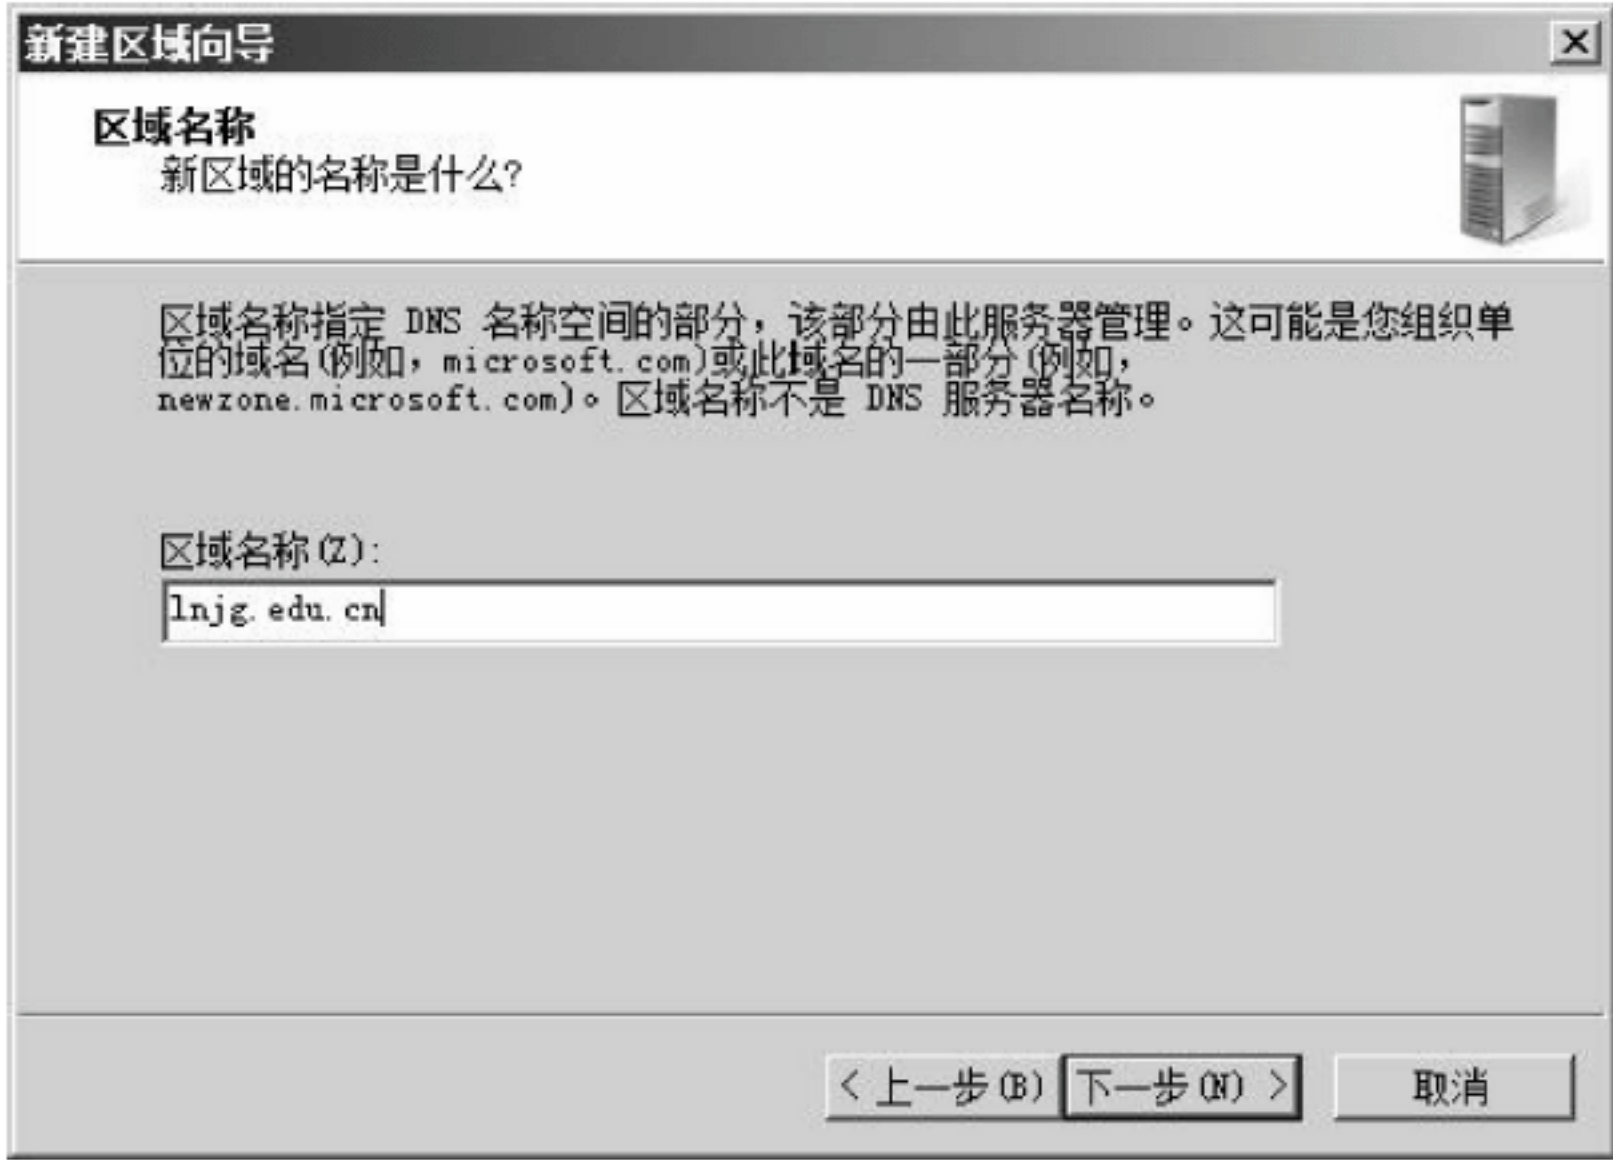 新建区域向导
区域名称
新区域的名称是什么?
区域名称指定 DNS 名称空间的部分，该部分由此服务器管理。这可能是您组织单
位的域名(例如，microsoft.com)或此域名的一部分(例如，
newzone.microsoft.com)。区域名称不是 DNS 服务器名称。
区域名称(Z):
lnjg.edu.cn
< 上一步(B) 下一步(N) > 取消